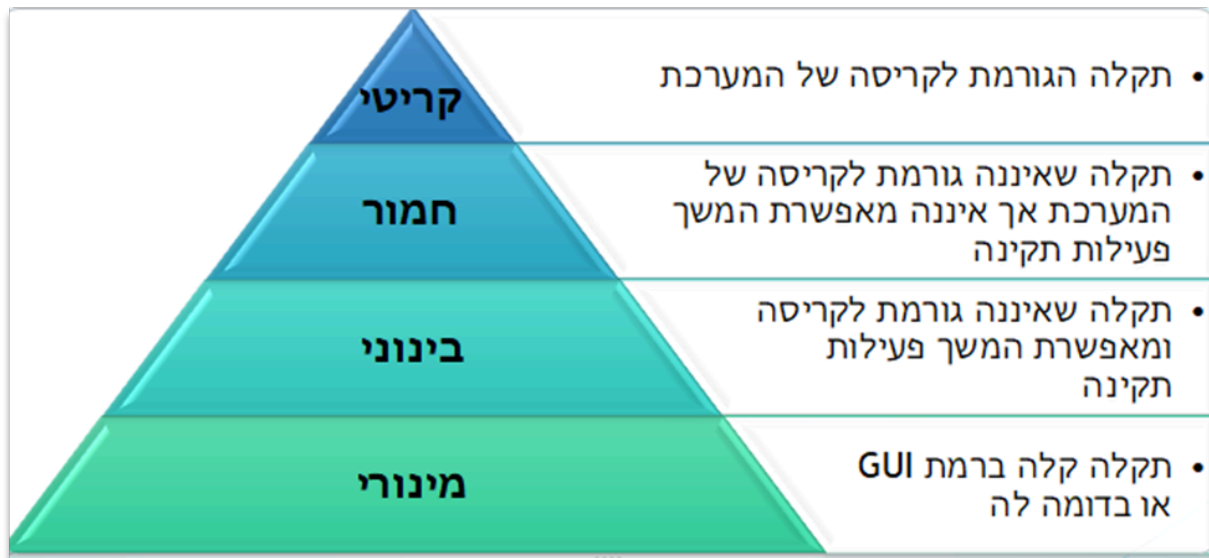 קריטי
• תקלה הגורמת לקריסה של המערכת
חמור
• תקלה שאיננה גורמת לקריסה של
המערכת אך איננה מאפשרת המשך
פעילות תקינה
בינוני
• תקלה שאיננה גורמת לקריסה
ומאפשרת המשך פעילות
תקינה
מינורי
• תקלה קלה ברמת GUI
או בדומה לה